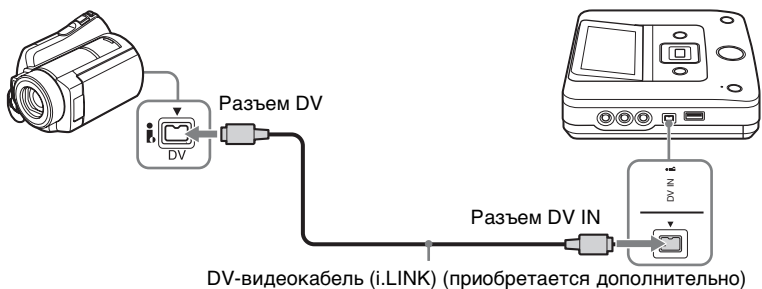 Разъем DV
DV
DV IN
Разъем DV IN
DV-видеокабель (i.LINK) (приобретается дополнительно)